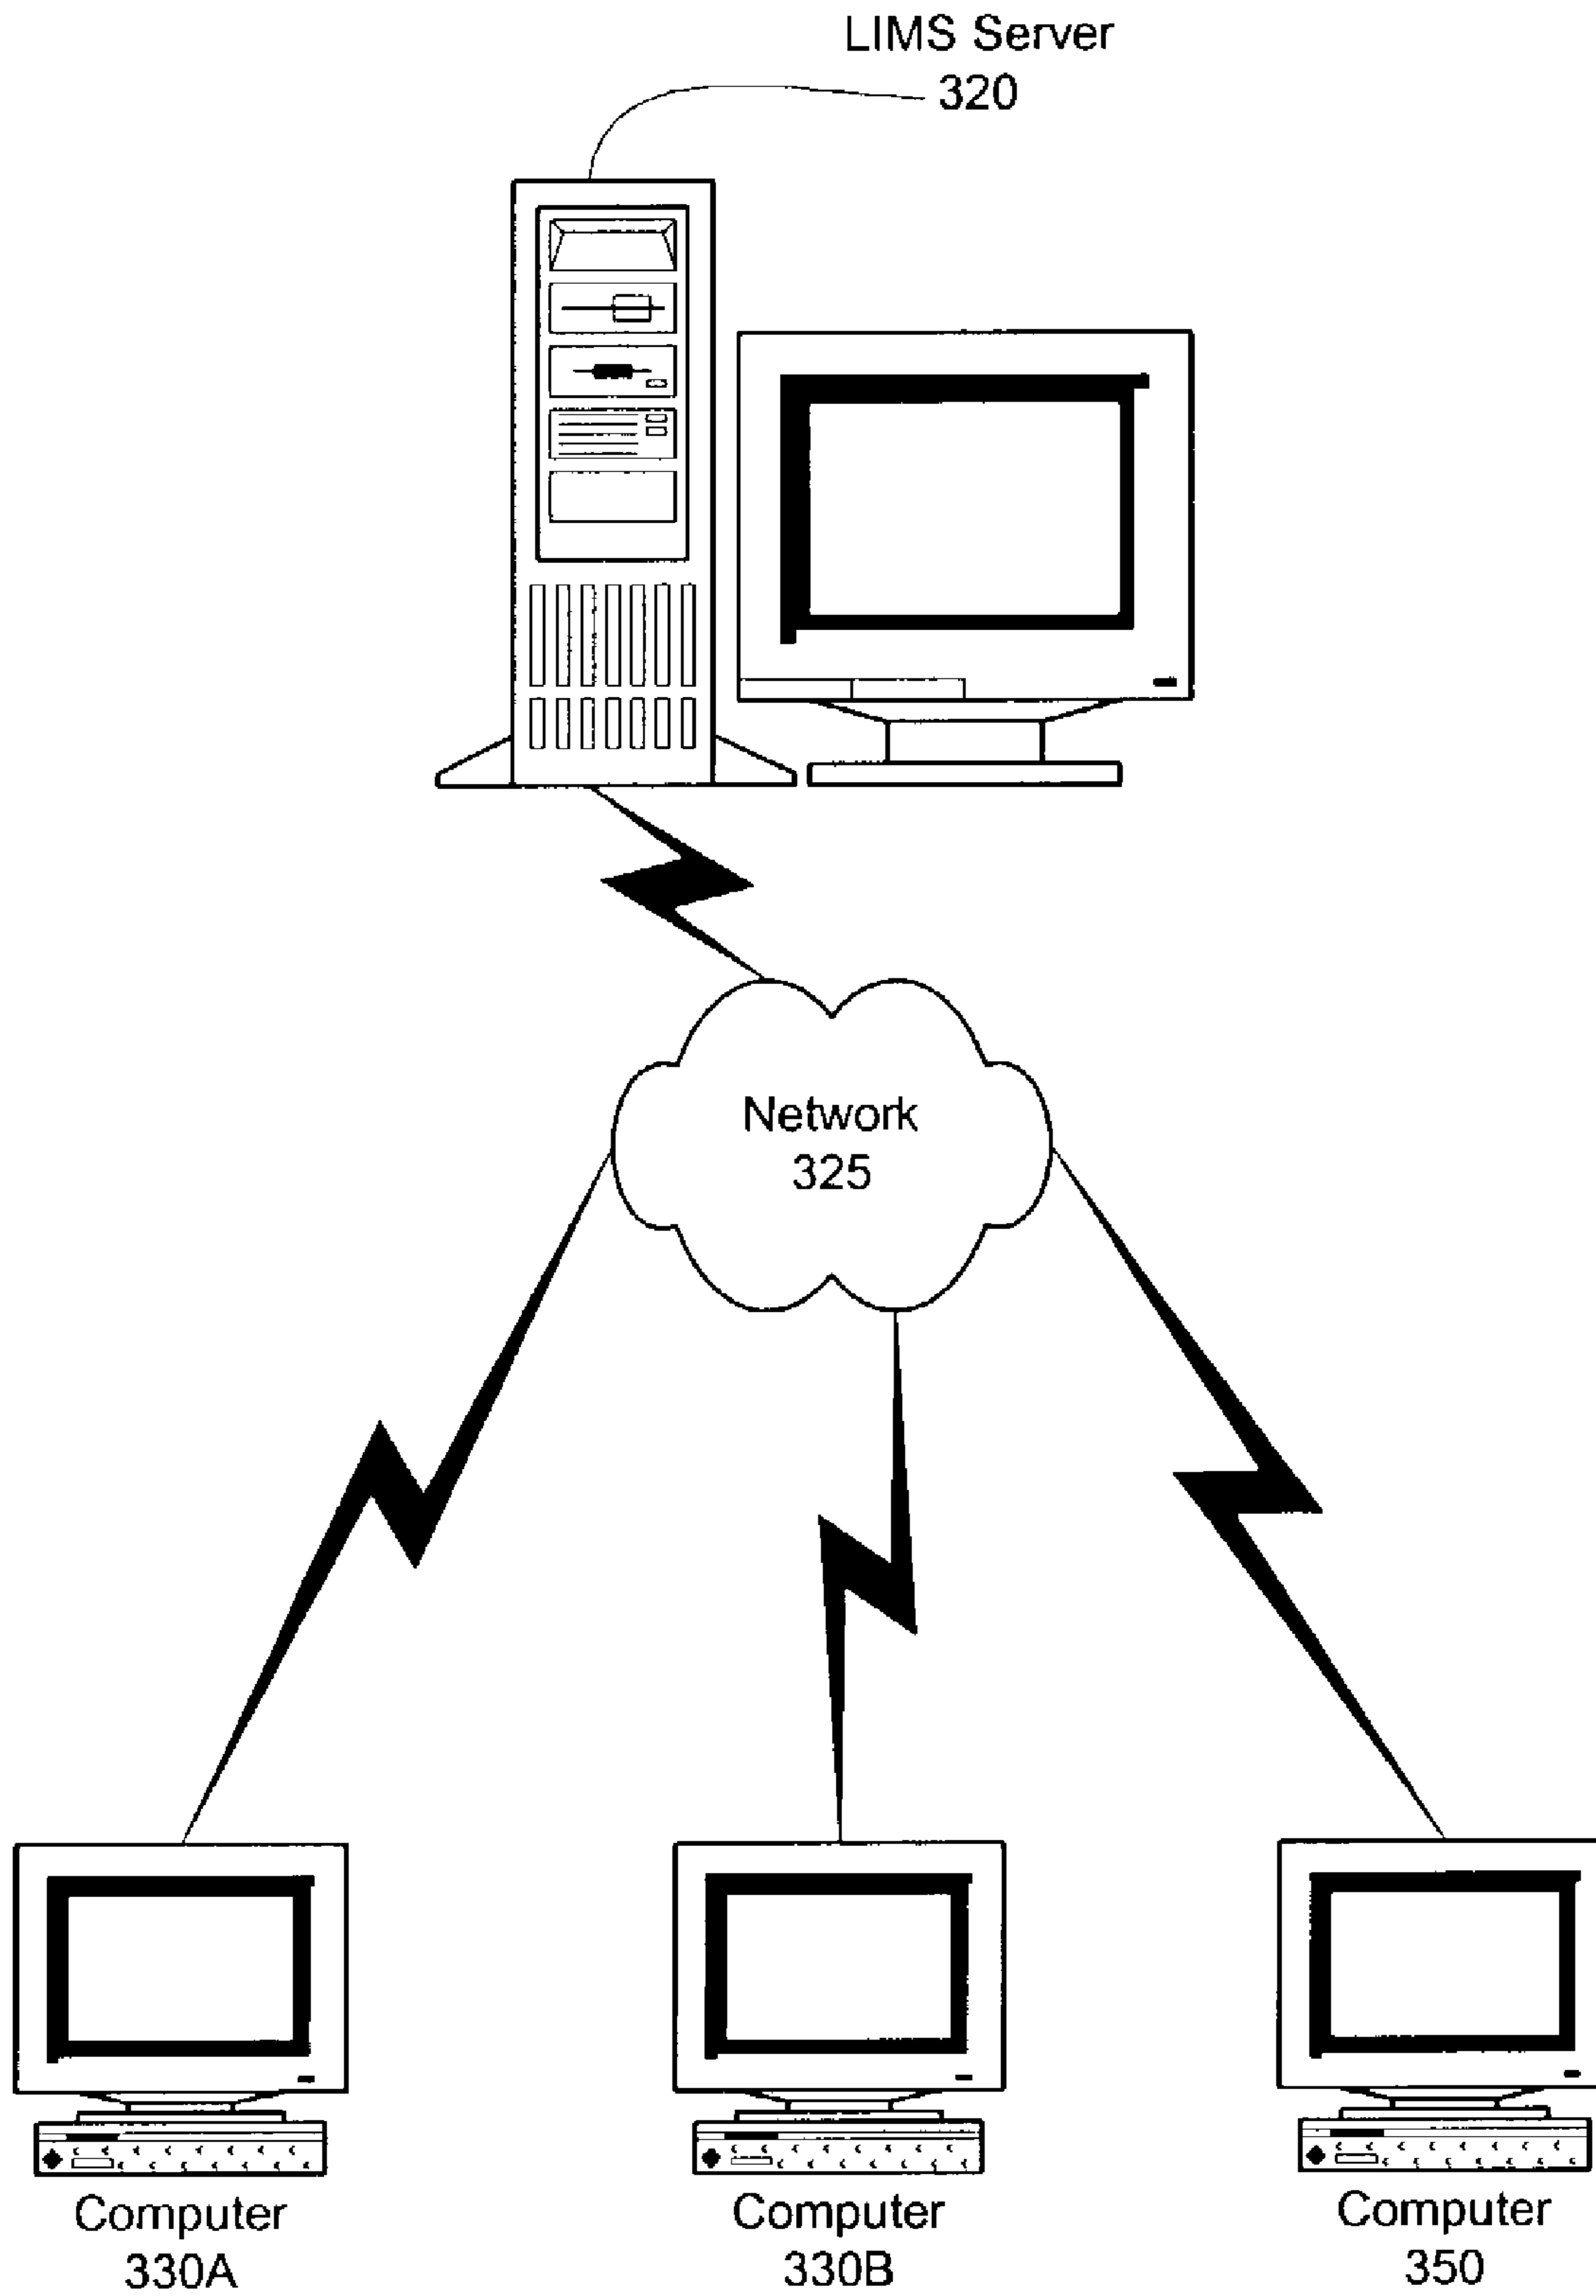 LIMS Server
320
Network
325
Computer
330A
Computer
330B
Computer
350